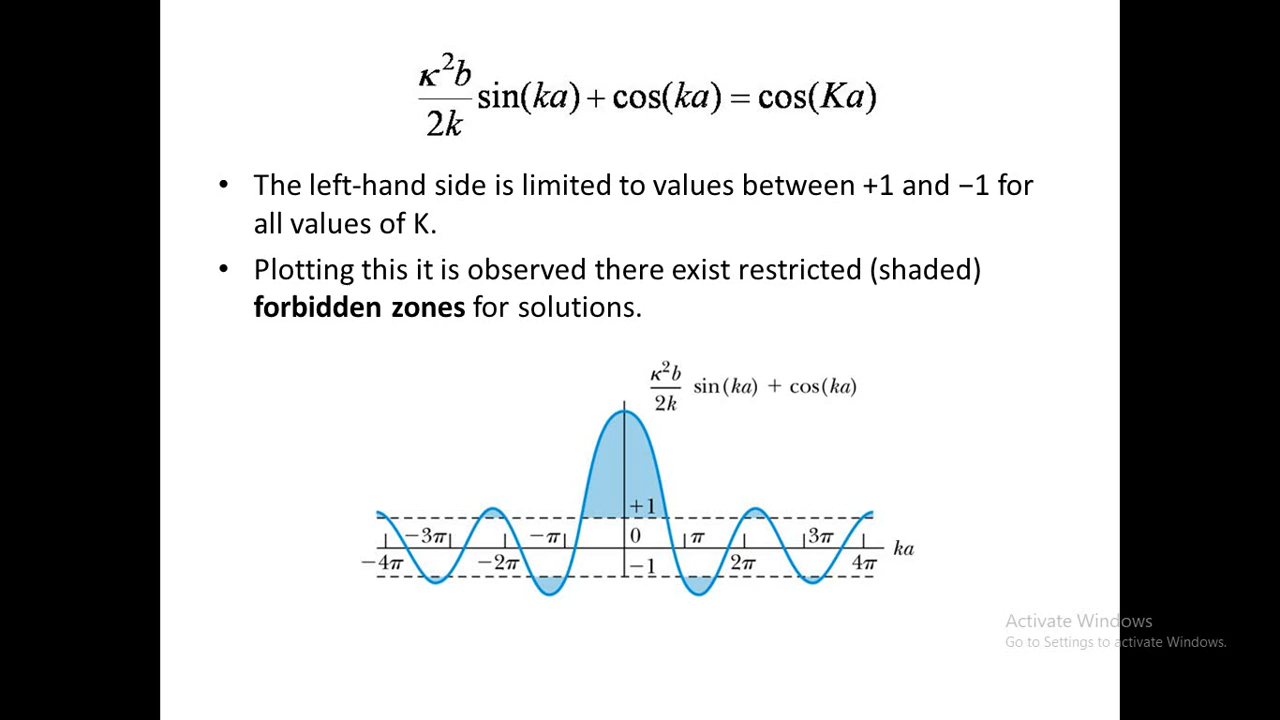 κ²b/2k sin(ka) + cos(ka) = cos(Ka)
• The left-hand side is limited to values between +1 and −1 for
all values of K.
• Plotting this it is observed there exist restricted (shaded)
forbidden zones for solutions.
κ²b/2k sin(ka) + cos(ka)
+1
−3π −π 0 π 3π ka
−4π −2π −1 2π 4π
Activate Windows
Go to Settings to activate Windows.